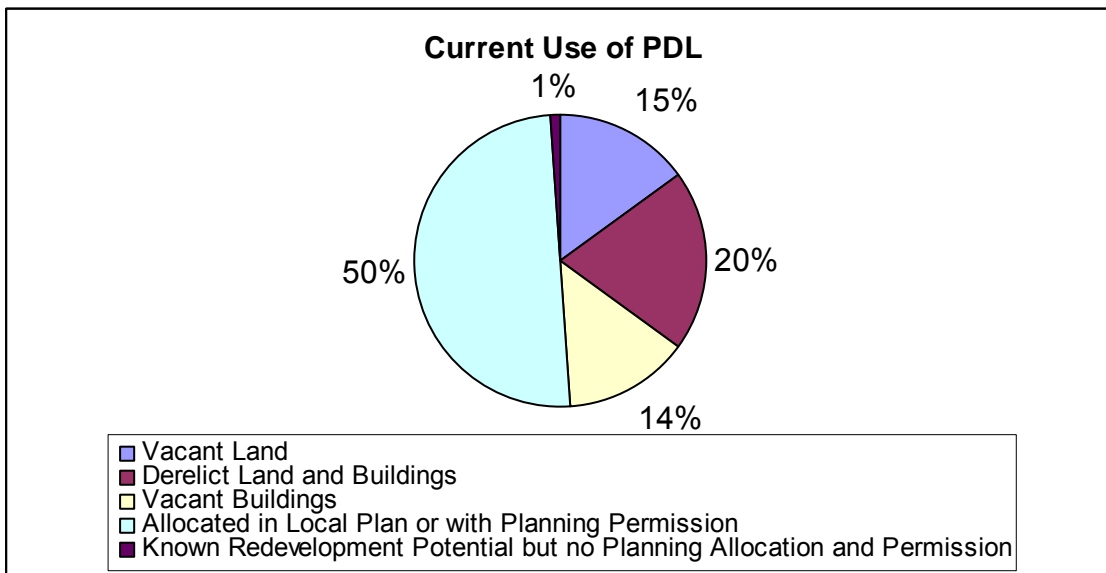 Current Use of PDL
1%
15%
20%
50%
14%
Vacant Land
Derelict Land and Buildings
Vacant Buildings
Allocated in Local Plan or with Planning Permission
Known Redevelopment Potential but no Planning Allocation and Permission